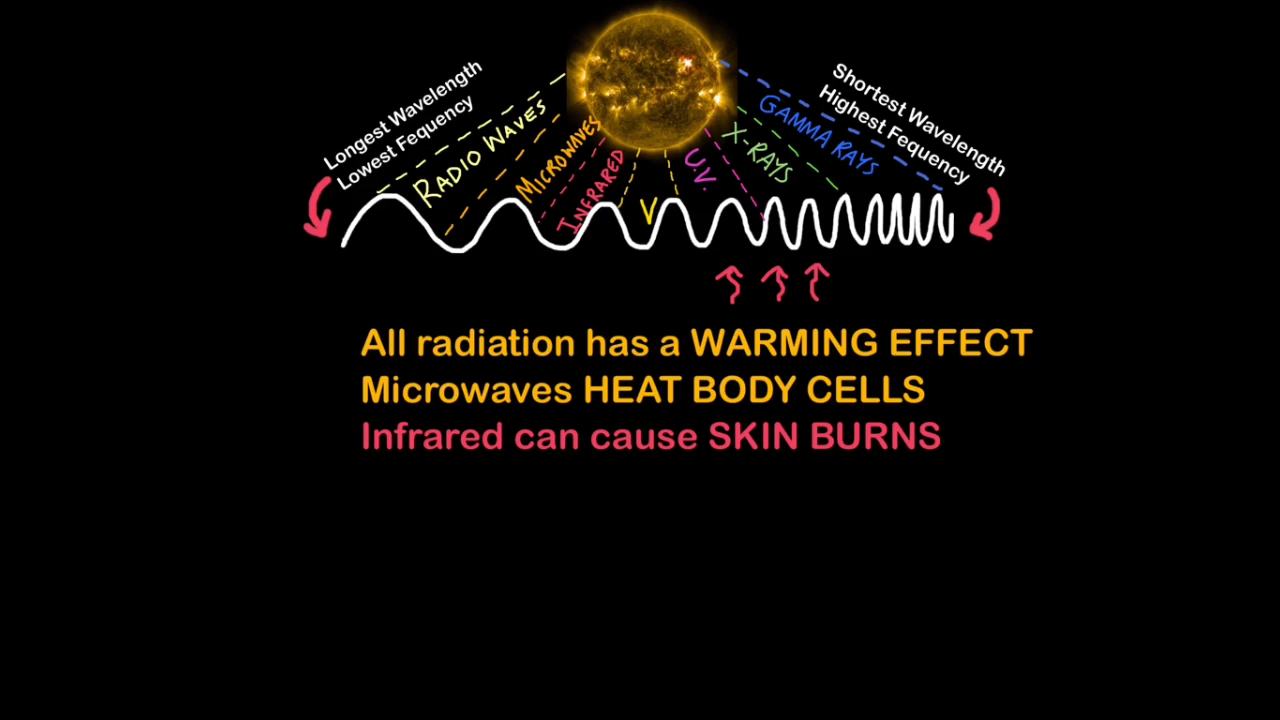 Longest Wavelength
Lowest Fequency
RADIO WAVES
MICROWAVES
INFRARED
V
U.V.
X-RAYS
GAMMA RAYS
Shortest Wavelength
Highest Fequency
All radiation has a WARMING EFFECT
Microwaves HEAT BODY CELLS
Infrared can cause SKIN BURNS